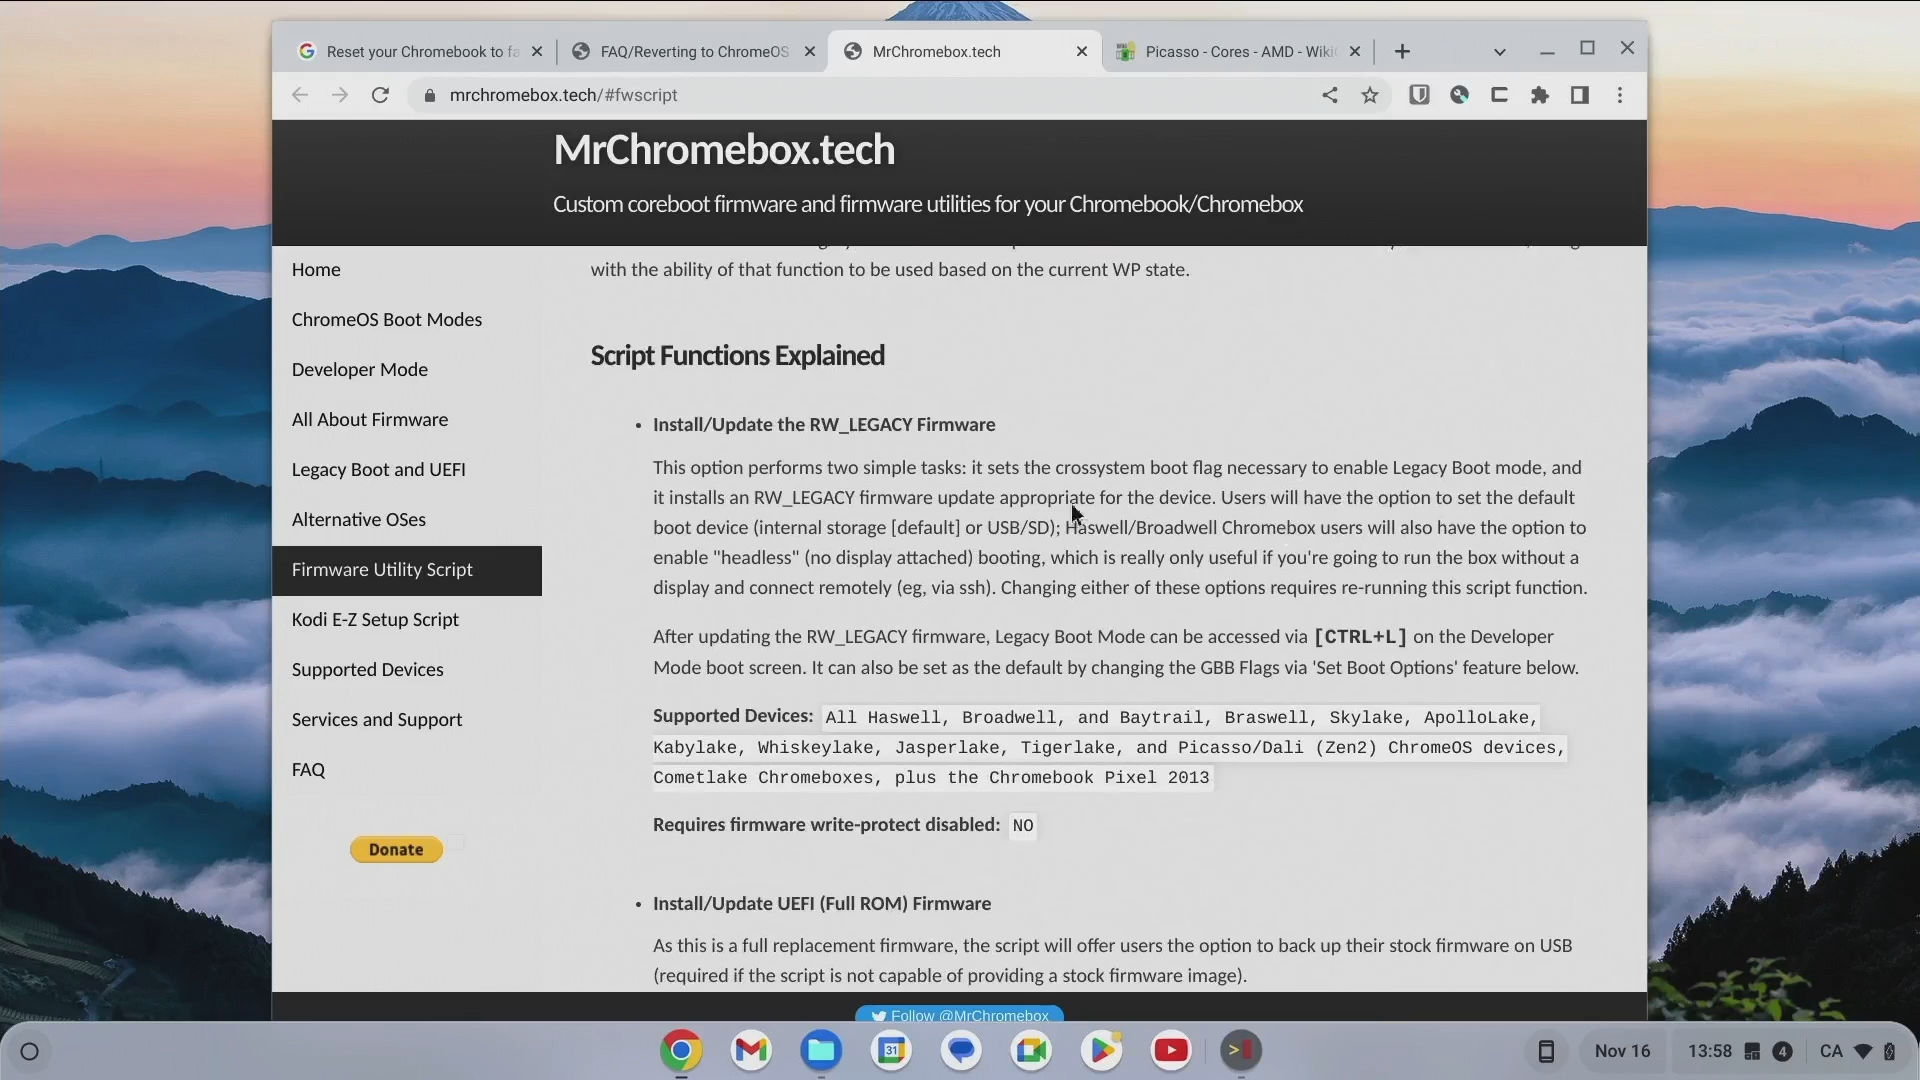 Reset your Chromebook to fa
FAQ/Reverting to ChromeOS
MrChromebox.tech
Picasso - Cores - AMD - Wiki
mrchromebox.tech/#fwscript
MrChromebox.tech
Custom coreboot firmware and firmware utilities for your Chromebook/Chromebox
Home
ChromeOS Boot Modes
Developer Mode
All About Firmware
Legacy Boot and UEFI
Alternative OSes
Firmware Utility Script
Kodi E-Z Setup Script
Supported Devices
Services and Support
FAQ
Donate
with the ability of that function to be used based on the current WP state.
Script Functions Explained
• Install/Update the RW_LEGACY Firmware
This option performs two simple tasks: it sets the crossystem boot flag necessary to enable Legacy Boot mode, and
it installs an RW_LEGACY firmware update appropriate for the device. Users will have the option to set the default
boot device (internal storage [default] or USB/SD); Haswell/Broadwell Chromebox users will also have the option to
enable "headless" (no display attached) booting, which is really only useful if you're going to run the box without a
display and connect remotely (eg, via ssh). Changing either of these options requires re-running this script function.
After updating the RW_LEGACY firmware, Legacy Boot Mode can be accessed via [CTRL+L] on the Developer
Mode boot screen. It can also be set as the default by changing the GBB Flags via 'Set Boot Options' feature below.
Supported Devices: All Haswell, Broadwell, and Baytrail, Braswell, Skylake, ApolloLake,
Kabylake, Whiskeylake, Jasperlake, Tigerlake, and Picasso/Dali (Zen2) ChromeOS devices,
Cometlake Chromeboxes, plus the Chromebook Pixel 2013
Requires firmware write-protect disabled: NO
• Install/Update UEFI (Full ROM) Firmware
As this is a full replacement firmware, the script will offer users the option to back up their stock firmware on USB
(required if the script is not capable of providing a stock firmware image).
Follow @MrChromebox
31
Nov 16
13:58
4
CA